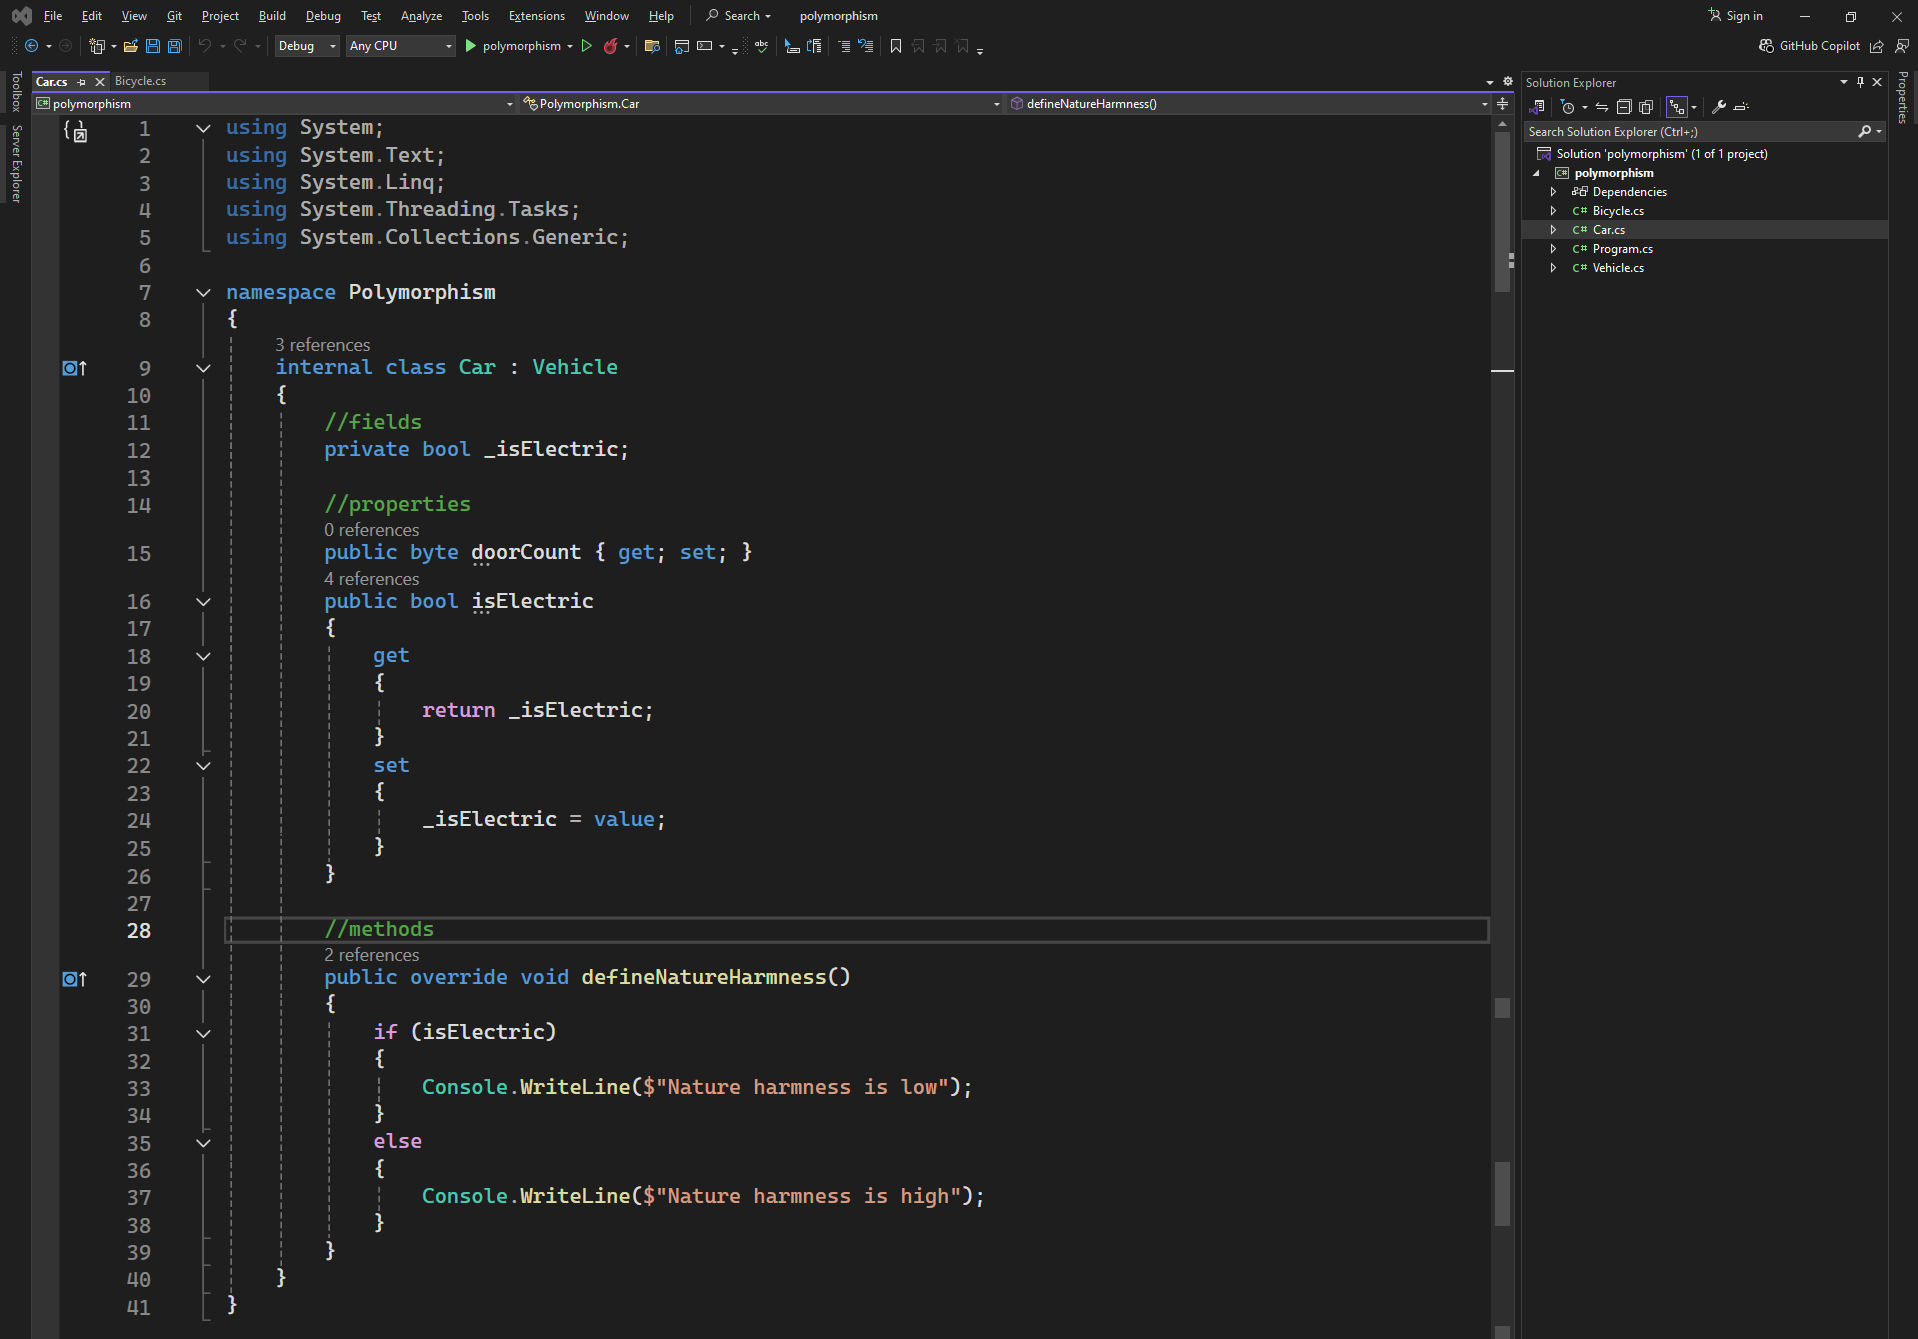 File Edit View Git Project Build Debug Test Analyze Tools Extensions Window Help Search polymorphism Sign in
Debug Any CPU polymorphism abc GitHub Copilot
Toolbox
Server Explorer
Car.cs Bicycle.cs
polymorphism Polymorphism.Car defineNatureHarmness()
1 using System;
2 using System.Text;
3 using System.Linq;
4 using System.Threading.Tasks;
5 using System.Collections.Generic;
6
7 namespace Polymorphism
8 {
3 references
9 internal class Car : Vehicle
10 {
11 //fields
12 private bool _isElectric;
13
14 //properties
0 references
15 public byte doorCount { get; set; }
4 references
16 public bool isElectric
17 {
18 get
19 {
20 return _isElectric;
21 }
22 set
23 {
24 _isElectric = value;
25 }
26 }
27
28 //methods
2 references
29 public override void defineNatureHarmness()
30 {
31 if (isElectric)
32 {
33 Console.WriteLine($"Nature harmness is low");
34 }
35 else
36 {
37 Console.WriteLine($"Nature harmness is high");
38 }
39 }
40 }
41 }
Solution Explorer
Search Solution Explorer (Ctrl+;)
Solution 'polymorphism' (1 of 1 project)
C# polymorphism
Dependencies
C# Bicycle.cs
C# Car.cs
C# Program.cs
C# Vehicle.cs
Properties